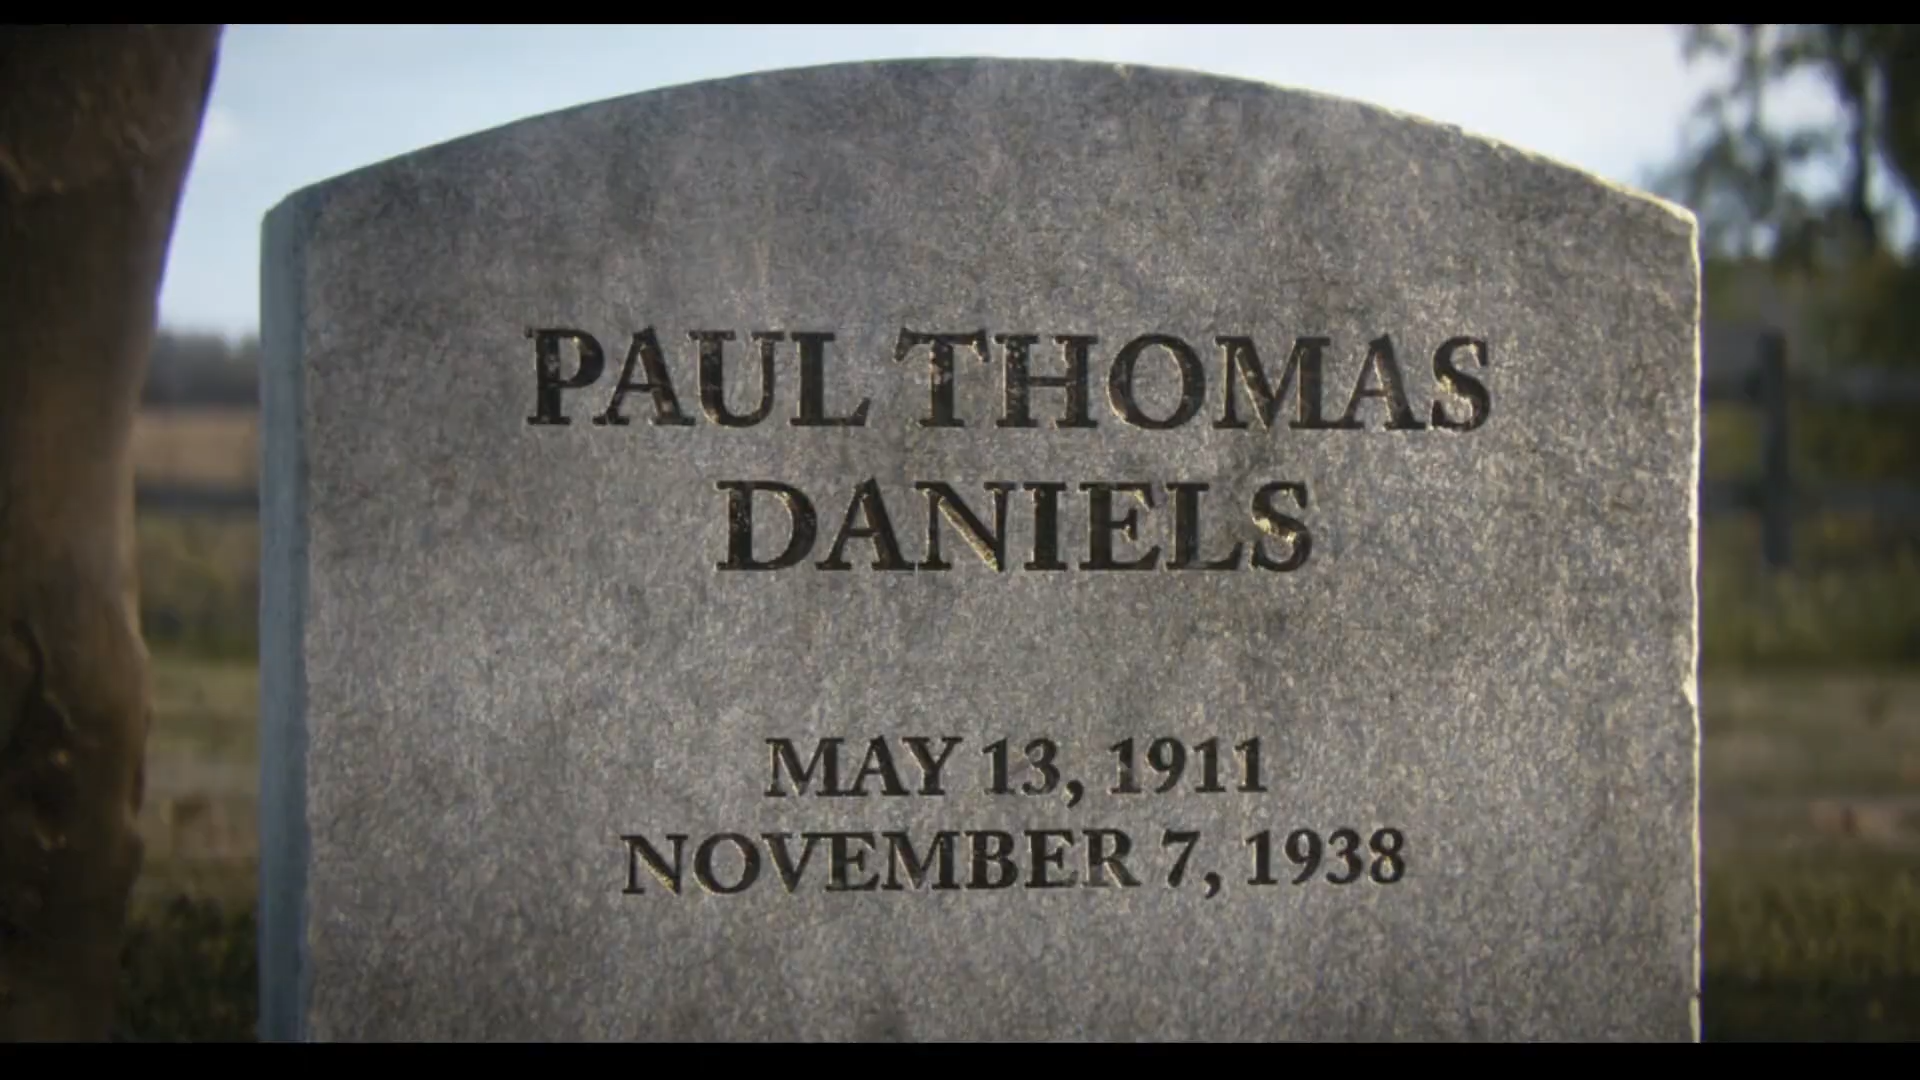 PAUL THOMAS
DANIELS
MAY 13, 1911
NOVEMBER 7, 1938